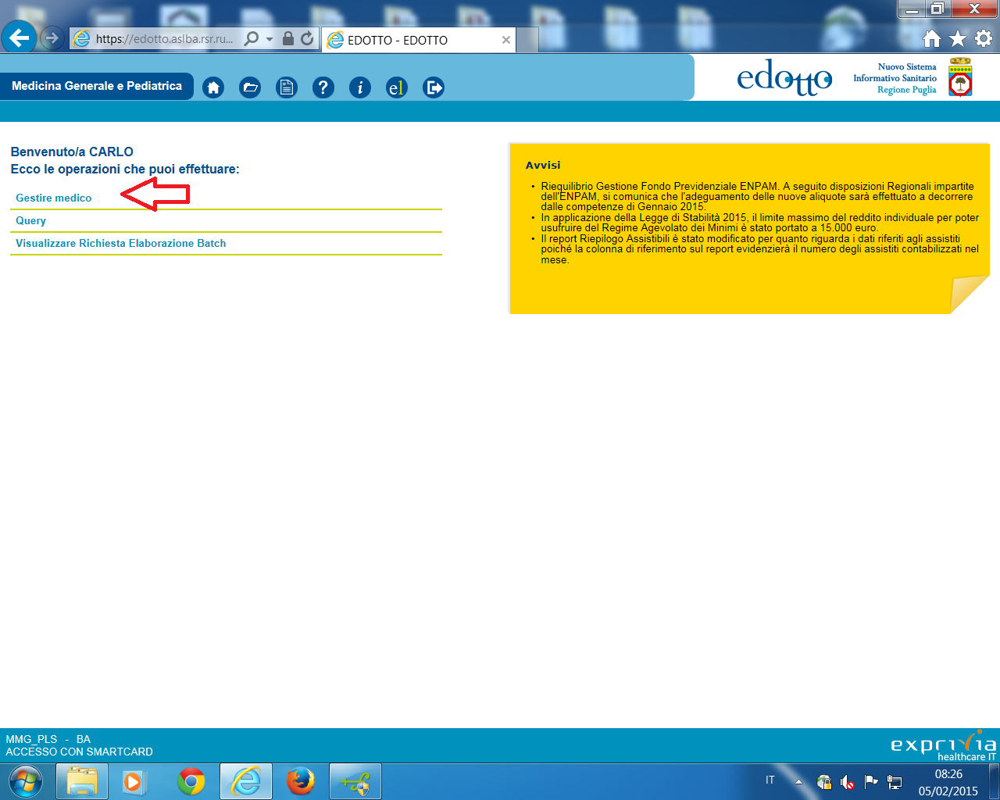 https://edotto.aslba.rsr.ru...
EDOTTO - EDOTTO
Medicina Generale e Pediatrica
?
i
el
edotto
Nuovo Sistema
Informativo Sanitario
Regione Puglia
Benvenuto/a CARLO
Ecco le operazioni che puoi effettuare:
Gestire medico
Query
Visualizzare Richiesta Elaborazione Batch
Avvisi
• Riequilibrio Gestione Fondo Previdenziale ENPAM. A seguito disposizioni Regionali impartite
dell'ENPAM, si comunica che l'adeguamento delle nuove aliquote sarà effettuato a decorrere
dalle competenze di Gennaio 2015.
• In applicazione della Legge di Stabilità 2015, il limite massimo del reddito individuale per poter
usufruire del Regime Agevolato dei Minimi è stato portato a 15.000 euro.
• Il report Riepilogo Assistibili è stato modificato per quanto riguarda i dati riferiti agli assistiti
poiché la colonna di riferimento sul report evidenzierà il numero degli assistiti contabilizzati nel
mese.
MMG_PLS - BA
ACCESSO CON SMARTCARD
exprivia
healthcare IT
IT
08:26
05/02/2015